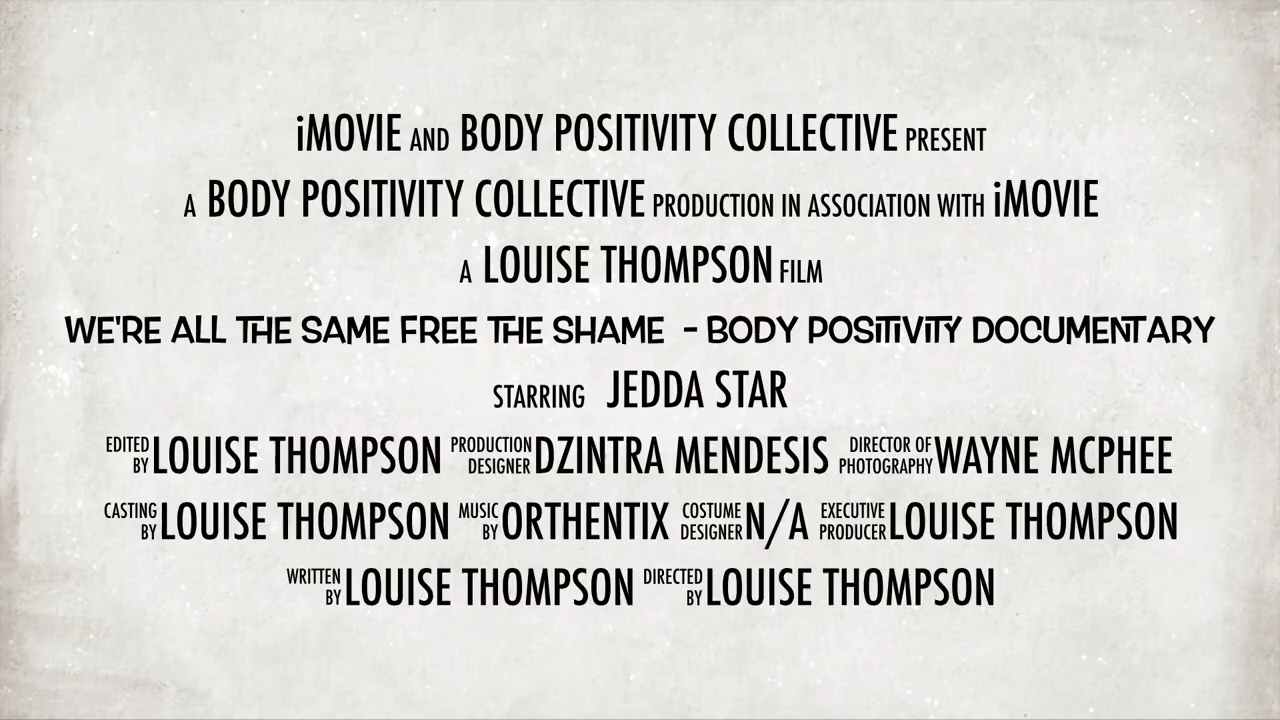 iMOVIE AND BODY POSITIVITY COLLECTIVE PRESENT
A BODY POSITIVITY COLLECTIVE PRODUCTION IN ASSOCIATION WITH iMOVIE
A LOUISE THOMPSON FILM
WE'RE ALL THE SAME FREE THE SHAME - BODY POSITIVITY DOCUMENTARY
STARRING JEDDA STAR
EDITED BY LOUISE THOMPSON PRODUCTION DESIGNER DZINTRA MENDESIS DIRECTOR OF PHOTOGRAPHY WAYNE MCPHEE
CASTING BY LOUISE THOMPSON MUSIC BY ORTHENTIX COSTUME DESIGNER N/A EXECUTIVE PRODUCER LOUISE THOMPSON
WRITTEN BY LOUISE THOMPSON DIRECTED BY LOUISE THOMPSON